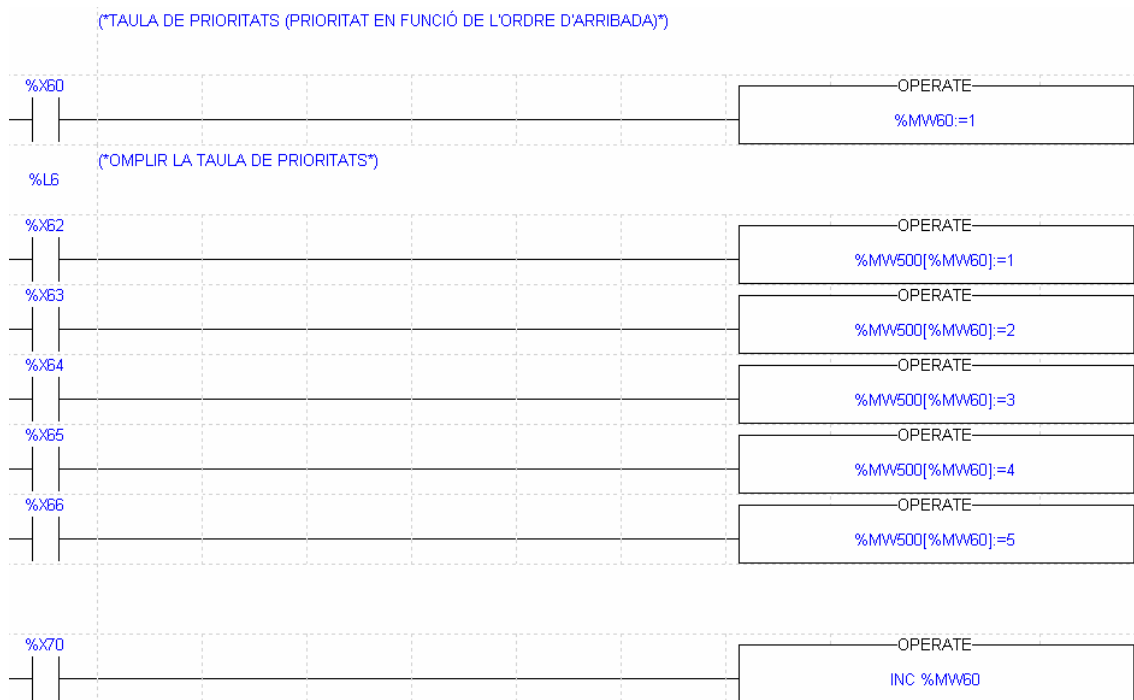 (*TAULA DE PRIORITATS (PRIORITAT EN FUNCIÓ DE L'ORDRE D'ARRIBADA)*)
%X60
OPERATE
%MW60:=1
(*OMPLIR LA TAULA DE PRIORITATS*)
%L6
%X62
OPERATE
%MW500[%MW60]:=1
%X63
OPERATE
%MW500[%MW60]:=2
%X64
OPERATE
%MW500[%MW60]:=3
%X65
OPERATE
%MW500[%MW60]:=4
%X66
OPERATE
%MW500[%MW60]:=5
%X70
OPERATE
INC %MW60